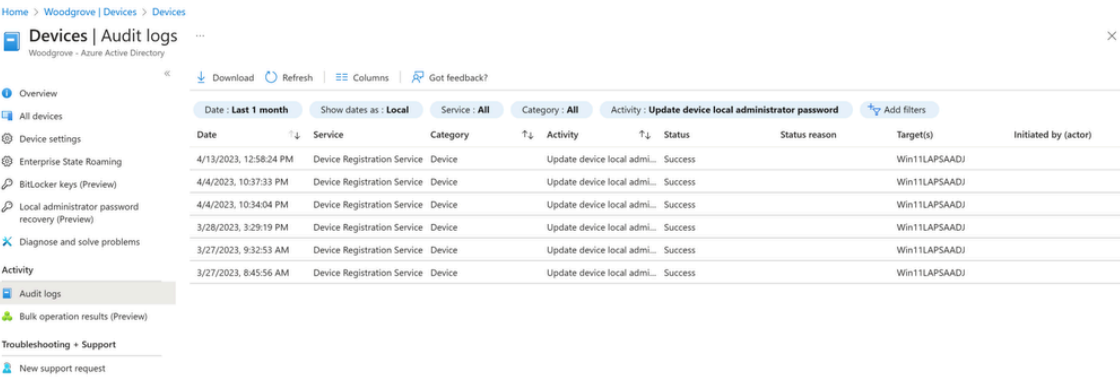 Home > Woodgrove | Devices > Devices
Devices | Audit logs ...
Woodgrove - Azure Active Directory
«
Overview
All devices
Device settings
Enterprise State Roaming
BitLocker keys (Preview)
Local administrator password
recovery (Preview)
Diagnose and solve problems
Activity
Audit logs
Bulk operation results (Preview)
Troubleshooting + Support
New support request
Download Refresh Columns Got feedback?
Date : Last 1 month Show dates as : Local Service : All Category : All Activity : Update device local administrator password Add filters
Date Service Category Activity Status Status reason Target(s) Initiated by (actor)
4/13/2023, 12:58:24 PM Device Registration Service Device Update device local admi... Success Win11LAPSAADJ
4/4/2023, 10:37:33 PM Device Registration Service Device Update device local admi... Success Win11LAPSAADJ
4/4/2023, 10:34:04 PM Device Registration Service Device Update device local admi... Success Win11LAPSAADJ
3/28/2023, 3:29:19 PM Device Registration Service Device Update device local admi... Success Win11LAPSAADJ
3/27/2023, 9:32:53 AM Device Registration Service Device Update device local admi... Success Win11LAPSAADJ
3/27/2023, 8:45:56 AM Device Registration Service Device Update device local admi... Success Win11LAPSAADJ